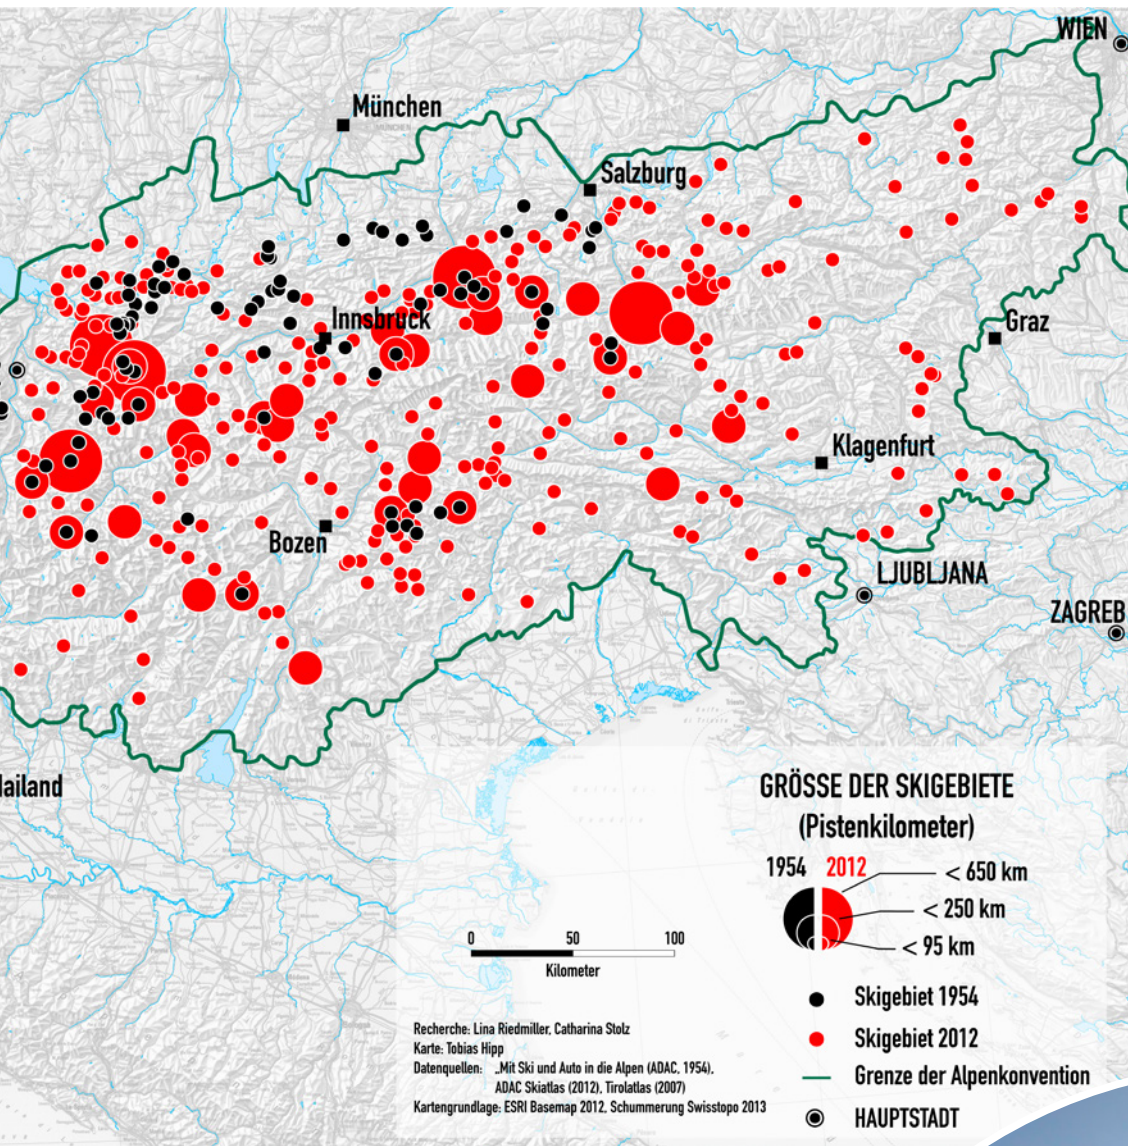 WIEN
München
Salzburg
Innsbruck
Graz
Klagenfurt
Bozen
LJUBLJANA
ZAGREB
ailand
GRÖSSE DER SKIGEBIETE
(Pistenkilometer)
1954 2012
< 650 km
< 250 km
< 95 km
0 50 100
Kilometer
Skigebiet 1954
Skigebiet 2012
Grenze der Alpenkonvention
HAUPTSTADT
Recherche: Lina Riedmiller, Catharina Stolz
Karte: Tobias Hipp
Datenquellen: „Mit Ski und Auto in die Alpen (ADAC, 1954),
ADAC Skiatlas (2012), Tirolatlas (2007)
Kartengrundlage: ESRI Basemap 2012, Schummerung Swisstopo 2013